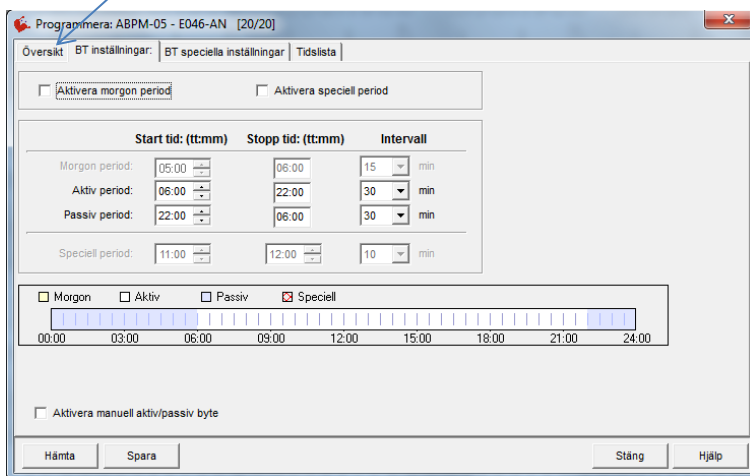 Programmera: ABPM-05 - E046-AN [20/20]
Översikt BT inställningar: BT speciella inställningar Tidslista
Aktivera morgon period Aktivera speciell period
Start tid: (tt:mm) Stopp tid: (tt:mm) Intervall
Morgon period: 05:00 06:00 15 min
Aktiv period: 06:00 22:00 30 min
Passiv period: 22:00 06:00 30 min
Speciell period: 11:00 12:00 10 min
Morgon Aktiv Passiv Speciell
00:00 03:00 06:00 09:00 12:00 15:00 18:00 21:00 24:00
Aktivera manuell aktiv/passiv byte
Hämta Spara Stäng Hjälp